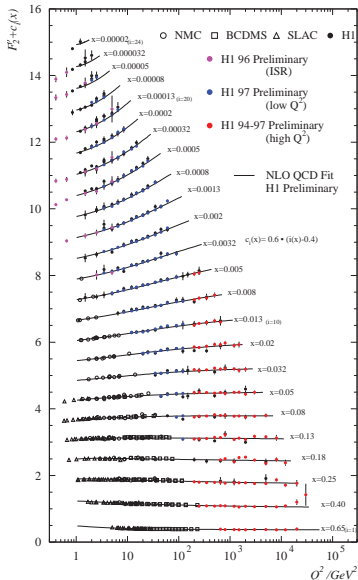 F₂ᵖ+cᵢ(x)
16
14
12
10
8
6
4
2
0
x=0.00002 (i=24)
x=0.000032
x=0.00005
x=0.00008
x=0.00013 (i=20)
x=0.0002
x=0.00032
x=0.0005
x=0.0008
x=0.0013
x=0.002
x=0.0032
x=0.005
x=0.008
x=0.013 (i=10)
x=0.02
x=0.032
x=0.05
x=0.08
x=0.13
x=0.18
x=0.25
x=0.40
x=0.65 (i=1)
NMC BCDMS SLAC H1
H1 96 Preliminary
(ISR)
H1 97 Preliminary
(low Q²)
H1 94-97 Preliminary
(high Q²)
NLO QCD Fit
H1 Preliminary
cᵢ(x)= 0.6 • (i(x)-0.4)
1 10 10² 10³ 10⁴ 10⁵
Q² /GeV²